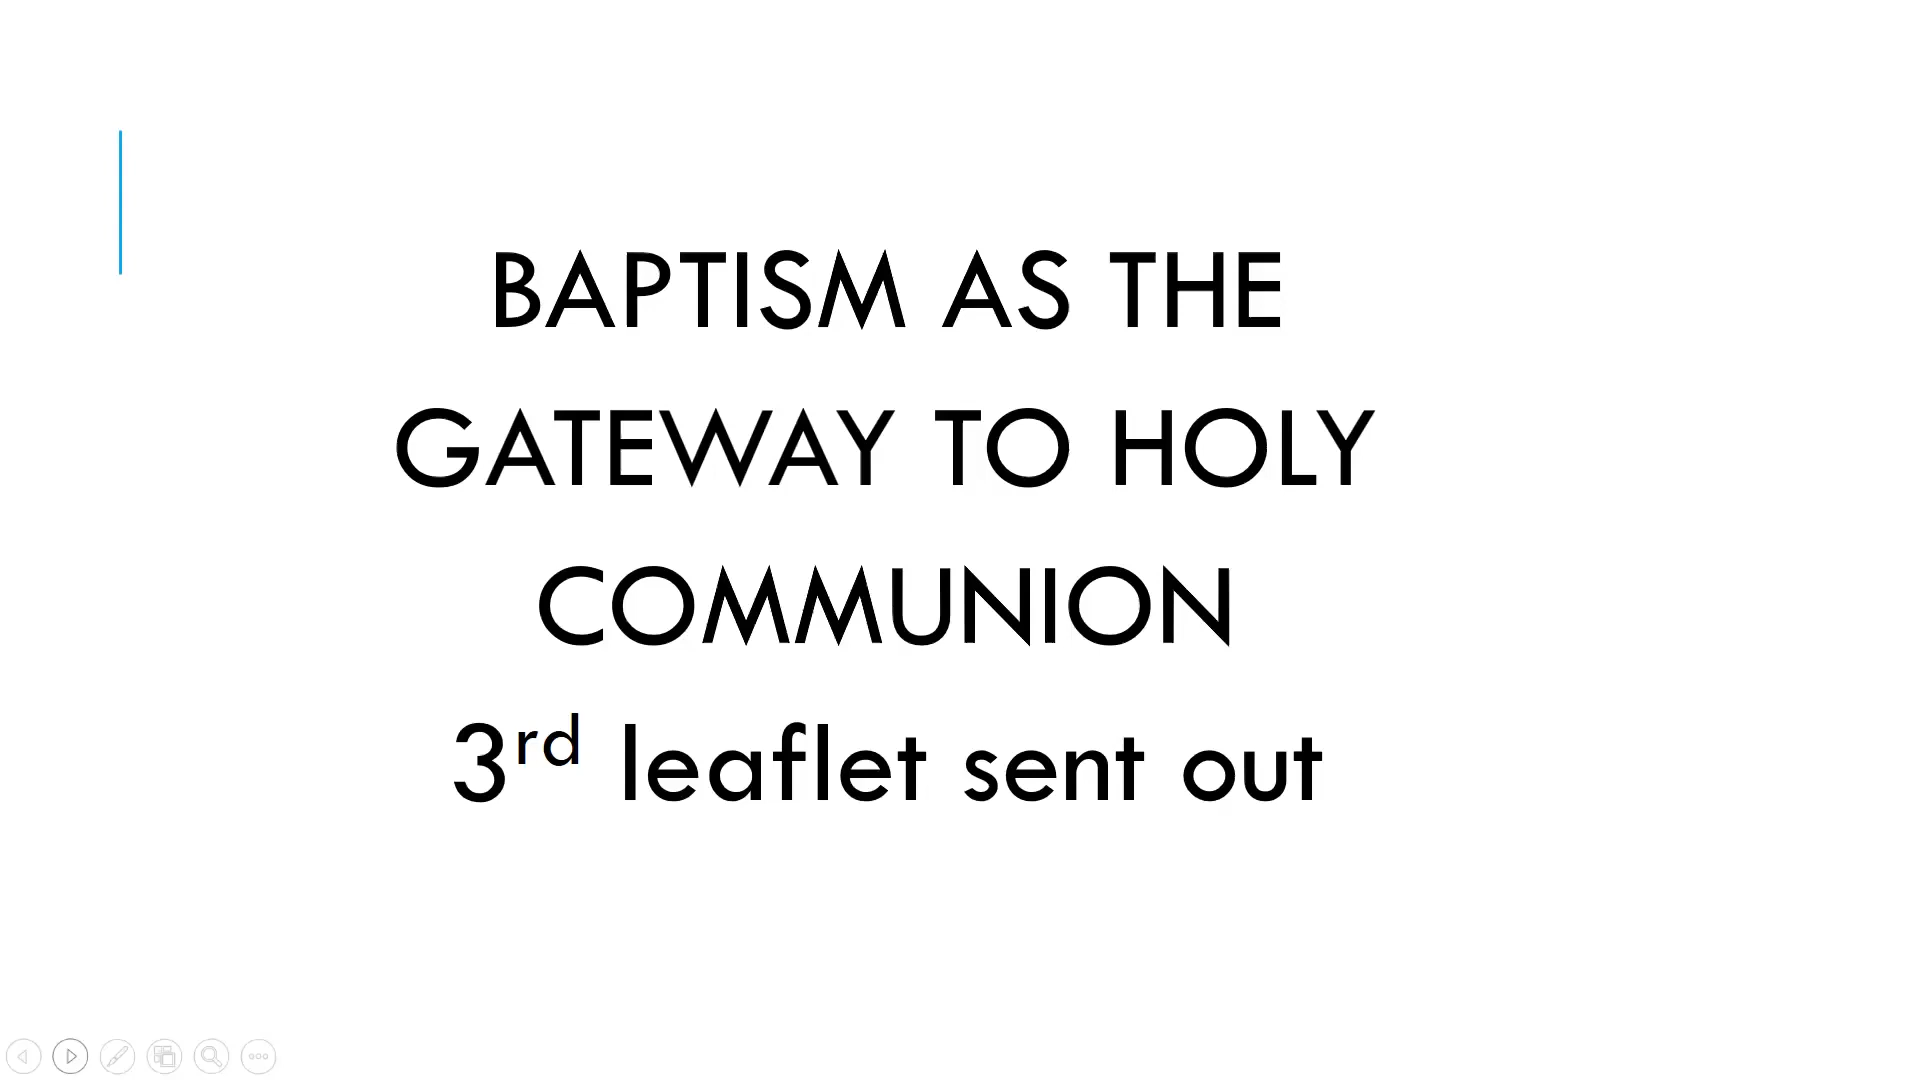 BAPTISM AS THE
GATEWAY TO HOLY
COMMUNION
3rd leaflet sent out